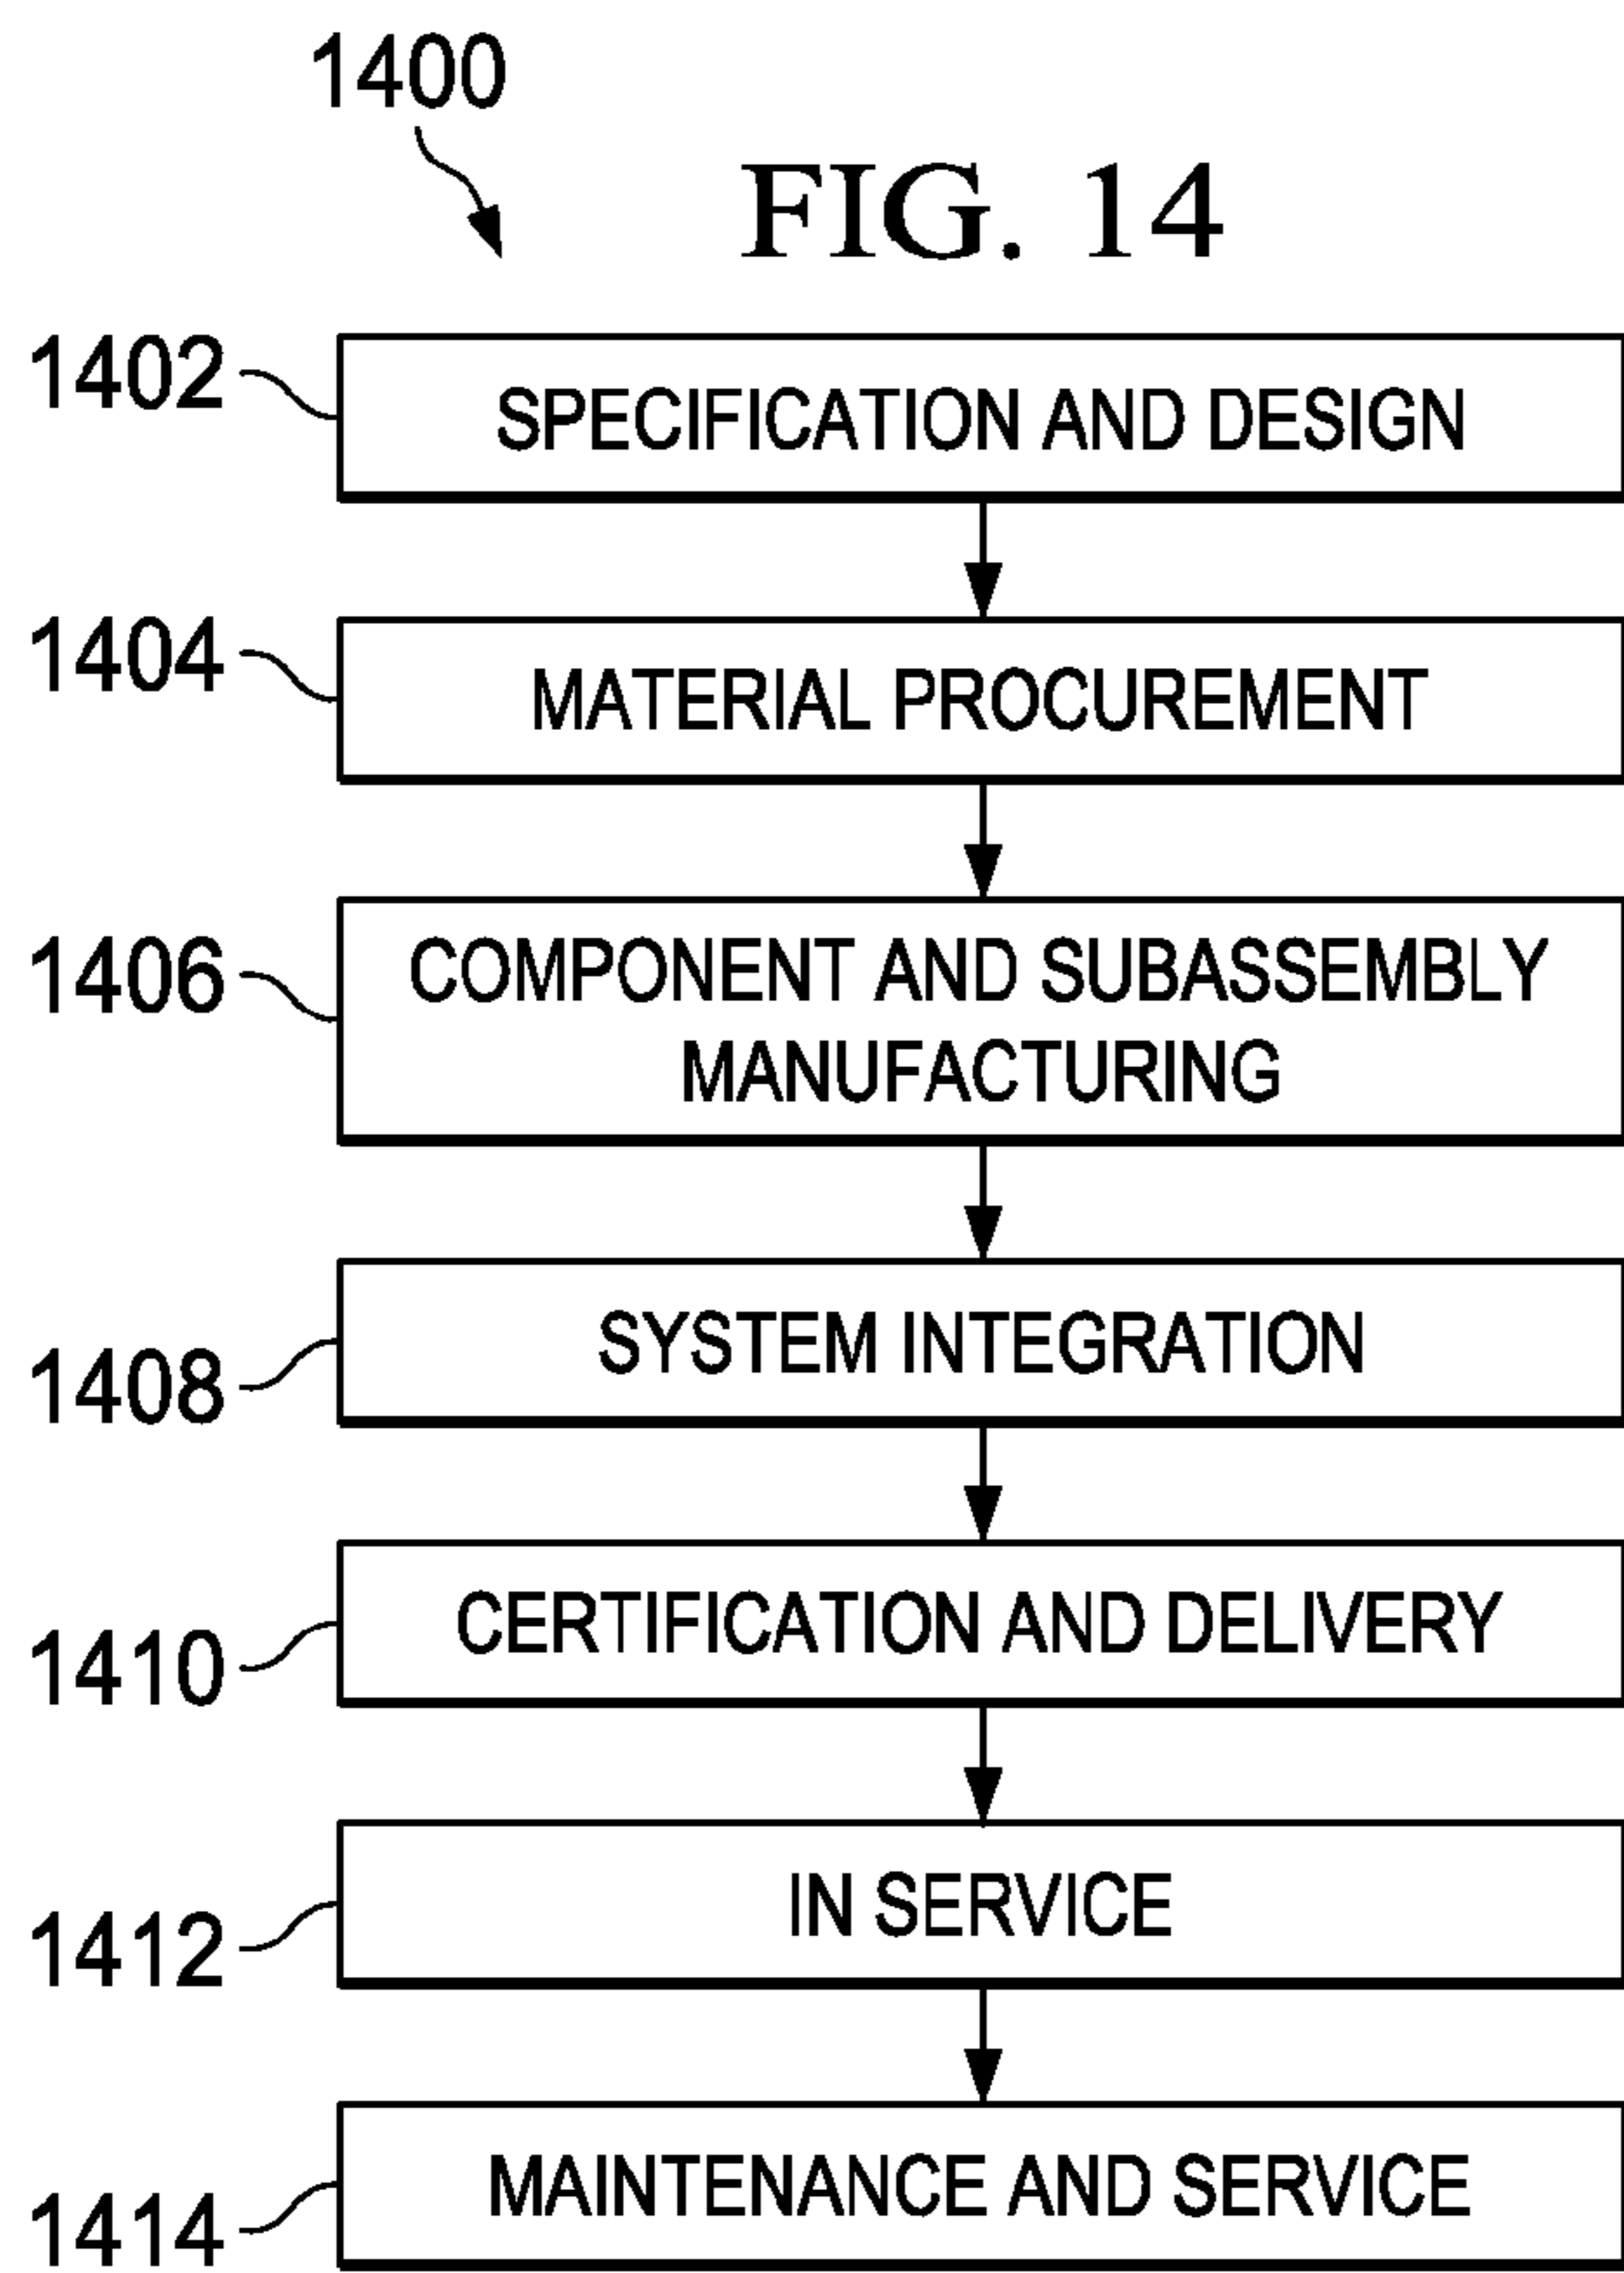 1400
FIG. 14
1402
SPECIFICATION AND DESIGN
1404
MATERIAL PROCUREMENT
1406
COMPONENT AND SUBASSEMBLY
MANUFACTURING
1408
SYSTEM INTEGRATION
1410
CERTIFICATION AND DELIVERY
1412
IN SERVICE
1414
MAINTENANCE AND SERVICE